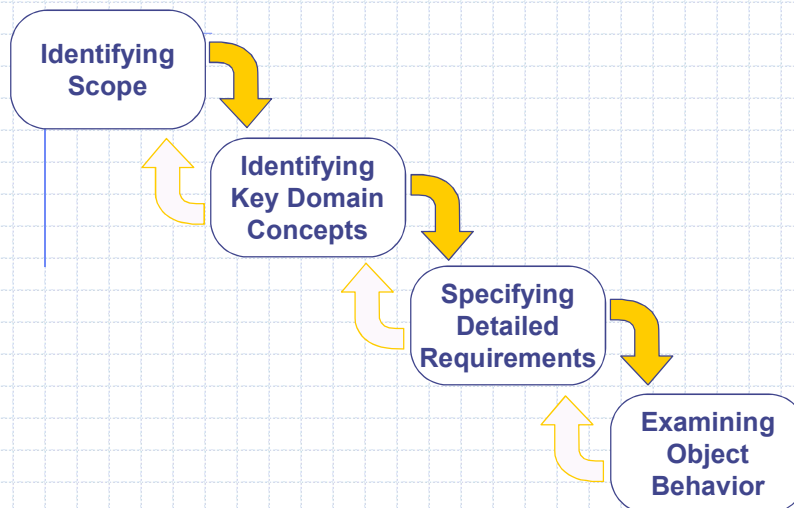 Identifying
Scope
Identifying
Key Domain
Concepts
Specifying
Detailed
Requirements
Examining
Object
Behavior